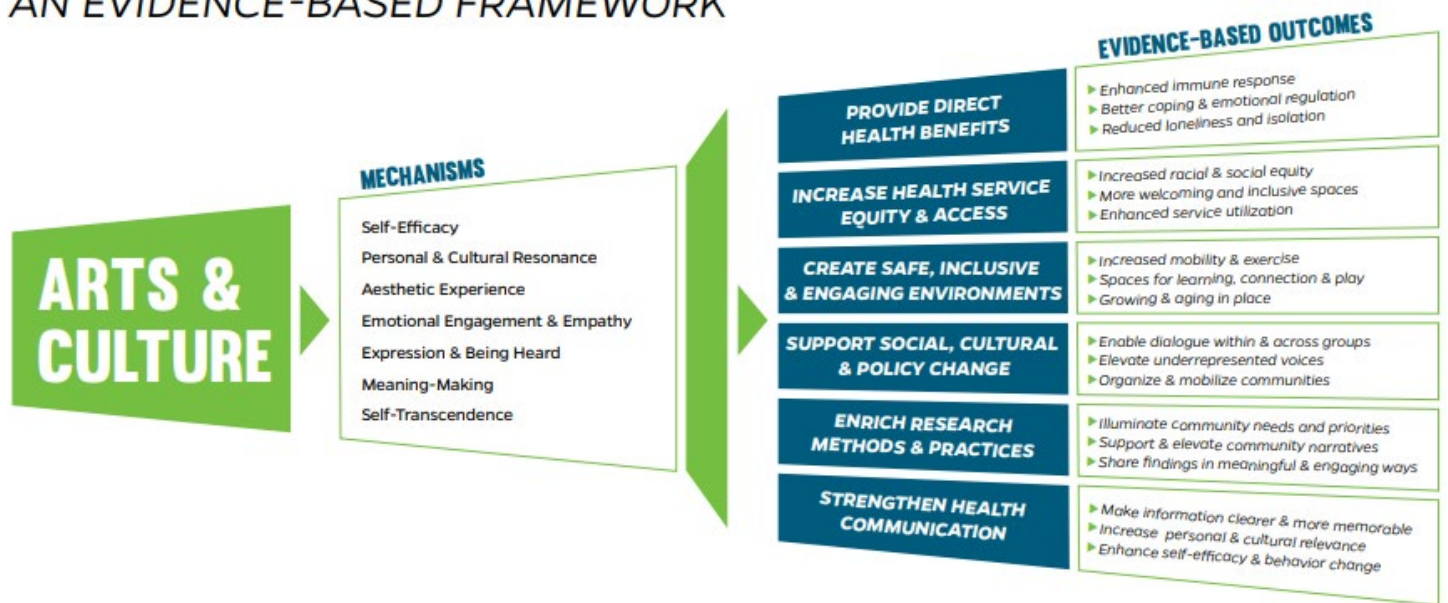 AN EVIDENCE-BASED FRAMEWORK
ARTS &
CULTURE
MECHANISMS
Self-Efficacy
Personal & Cultural Resonance
Aesthetic Experience
Emotional Engagement & Empathy
Expression & Being Heard
Meaning-Making
Self-Transcendence
EVIDENCE-BASED OUTCOMES
PROVIDE DIRECT
HEALTH BENEFITS
Enhanced immune response
Better coping & emotional regulation
Reduced loneliness and isolation
INCREASE HEALTH SERVICE
EQUITY & ACCESS
Increased racial & social equity
More welcoming and inclusive spaces
Enhanced service utilization
CREATE SAFE, INCLUSIVE
& ENGAGING ENVIRONMENTS
Increased mobility & exercise
Spaces for learning, connection & play
Growing & aging in place
SUPPORT SOCIAL, CULTURAL
& POLICY CHANGE
Enable dialogue within & across groups
Elevate underrepresented voices
Organize & mobilize communities
ENRICH RESEARCH
METHODS & PRACTICES
Illuminate community needs and priorities
Support & elevate community narratives
Share findings in meaningful & engaging ways
STRENGTHEN HEALTH
COMMUNICATION
Make information clearer & more memorable
Increase personal & cultural relevance
Enhance self-efficacy & behavior change